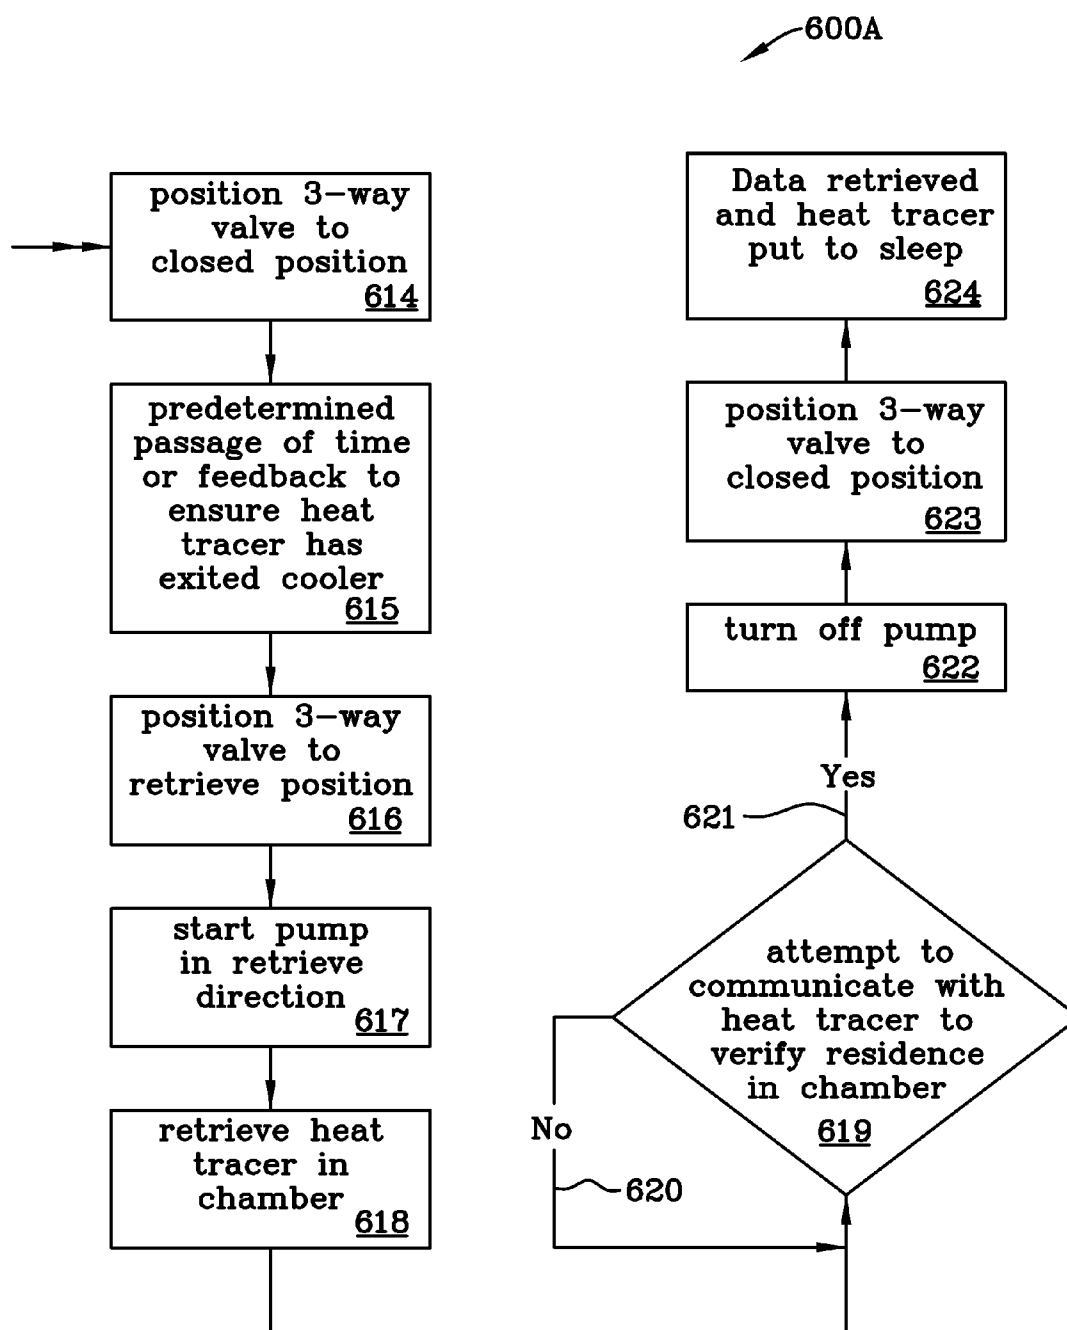 600A
position 3-way
valve to
closed position
614
predetermined
passage of time
or feedback to
ensure heat
tracer has
exited cooler
615
position 3-way
valve to
retrieve position
616
start pump
in retrieve
direction
617
retrieve heat
tracer in
chamber
618
Data retrieved
and heat tracer
put to sleep
624
position 3-way
valve to
closed position
623
turn off pump
622
Yes
621
attempt to
communicate with
heat tracer to
verify residence
in chamber
619
No
620